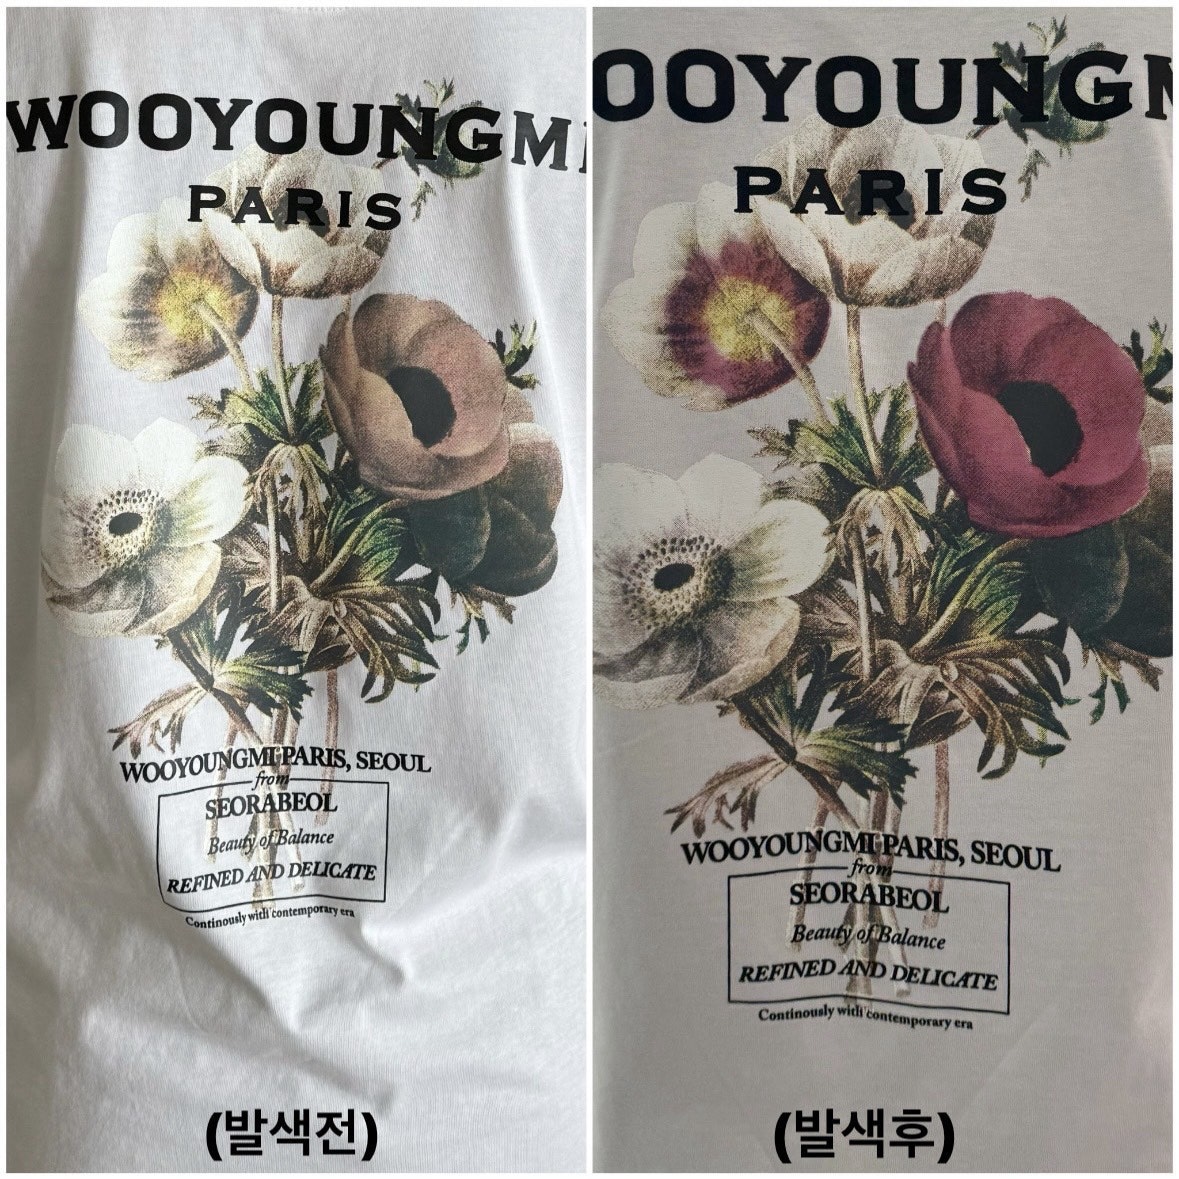 WOOYOUNGMI
PARIS
WOOYOUNGMI PARIS, SEOUL
from
SEORABEOL
Beauty of Balance
REFINED AND DELICATE
Continously with contemporary era
(발색전)
OOYOUNGM
PARIS
WOOYOUNGMI PARIS, SEOUL
from
SEORABEOL
Beauty of Balance
REFINED AND DELICATE
Continously with contemporary era
(발색후)